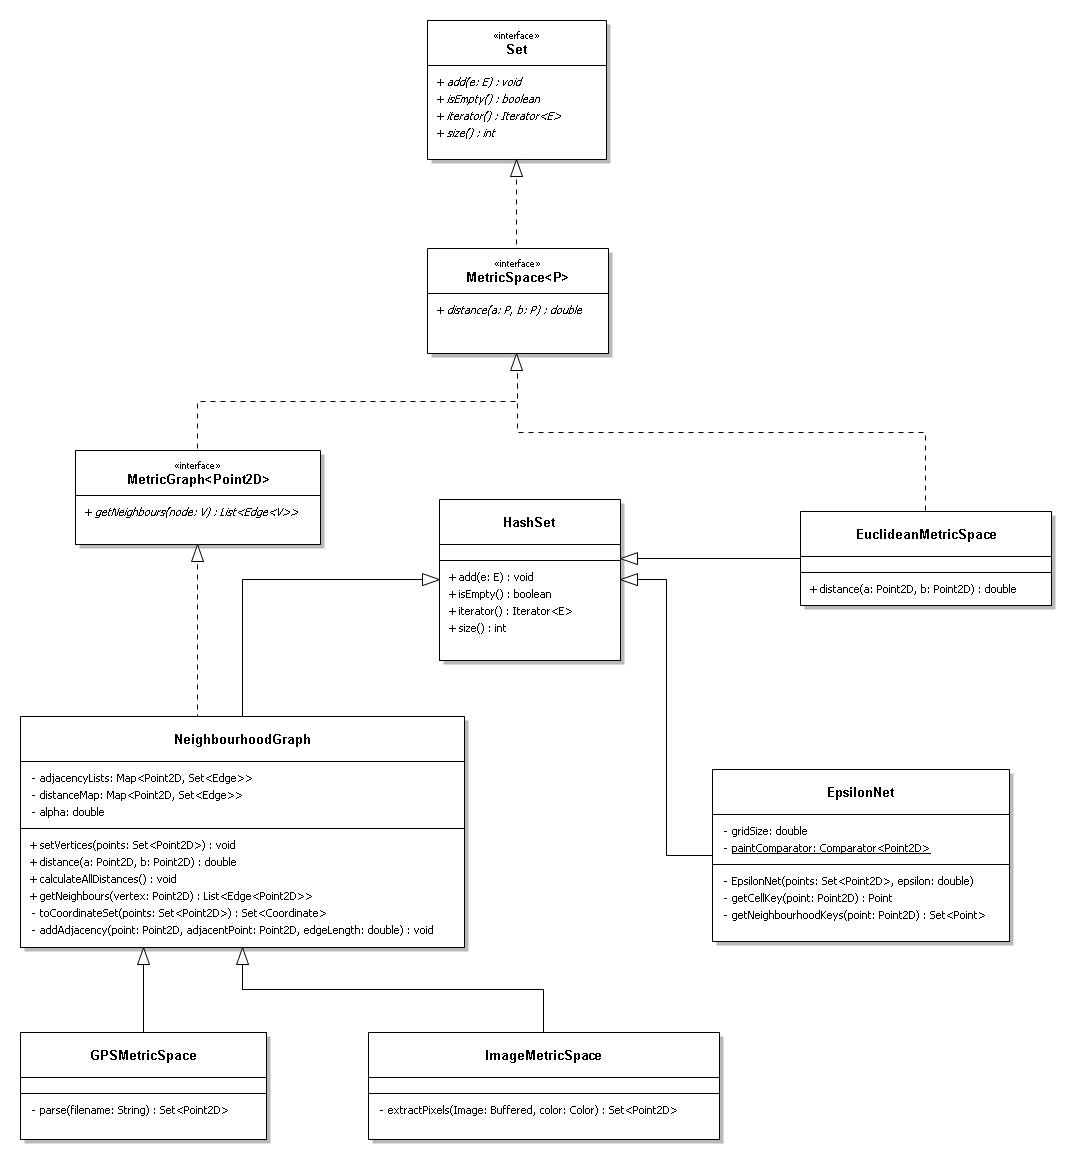 «interface»
Set
+ add(e: E) : void
+ isEmpty() : boolean
+ iterator() : Iterator<E>
+ size() : int
«interface»
MetricSpace<P>
+ distance(a: P, b: P) : double
«interface»
MetricGraph<Point2D>
+ getNeighbours(node: V) : List<Edge<V>>
HashSet
+ add(e: E) : void
+ isEmpty() : boolean
+ iterator() : Iterator<E>
+ size() : int
EuclideanMetricSpace
+ distance(a: Point2D, b: Point2D) : double
NeighbourhoodGraph
- adjacencyLists: Map<Point2D, Set<Edge>>
- distanceMap: Map<Point2D, Set<Edge>>
- alpha: double
+ setVertices(points: Set<Point2D>) : void
+ distance(a: Point2D, b: Point2D) : double
+ calculateAllDistances() : void
+ getNeighbours(vertex: Point2D) : List<Edge<Point2D>>
- toCoordinateSet(points: Set<Point2D>) : Set<Coordinate>
- addAdjacency(point: Point2D, adjacentPoint: Point2D, edgeLength: double) : void
EpsilonNet
- gridSize: double
- paintComparator: Comparator<Point2D>
- EpsilonNet(points: Set<Point2D>, epsilon: double)
- getCellKey(point: Point2D) : Point
- getNeighbourhoodKeys(point: Point2D) : Set<Point>
GPSMetricSpace
- parse(filename: String) : Set<Point2D>
ImageMetricSpace
- extractPixels(Image: Buffered, color: Color) : Set<Point2D>